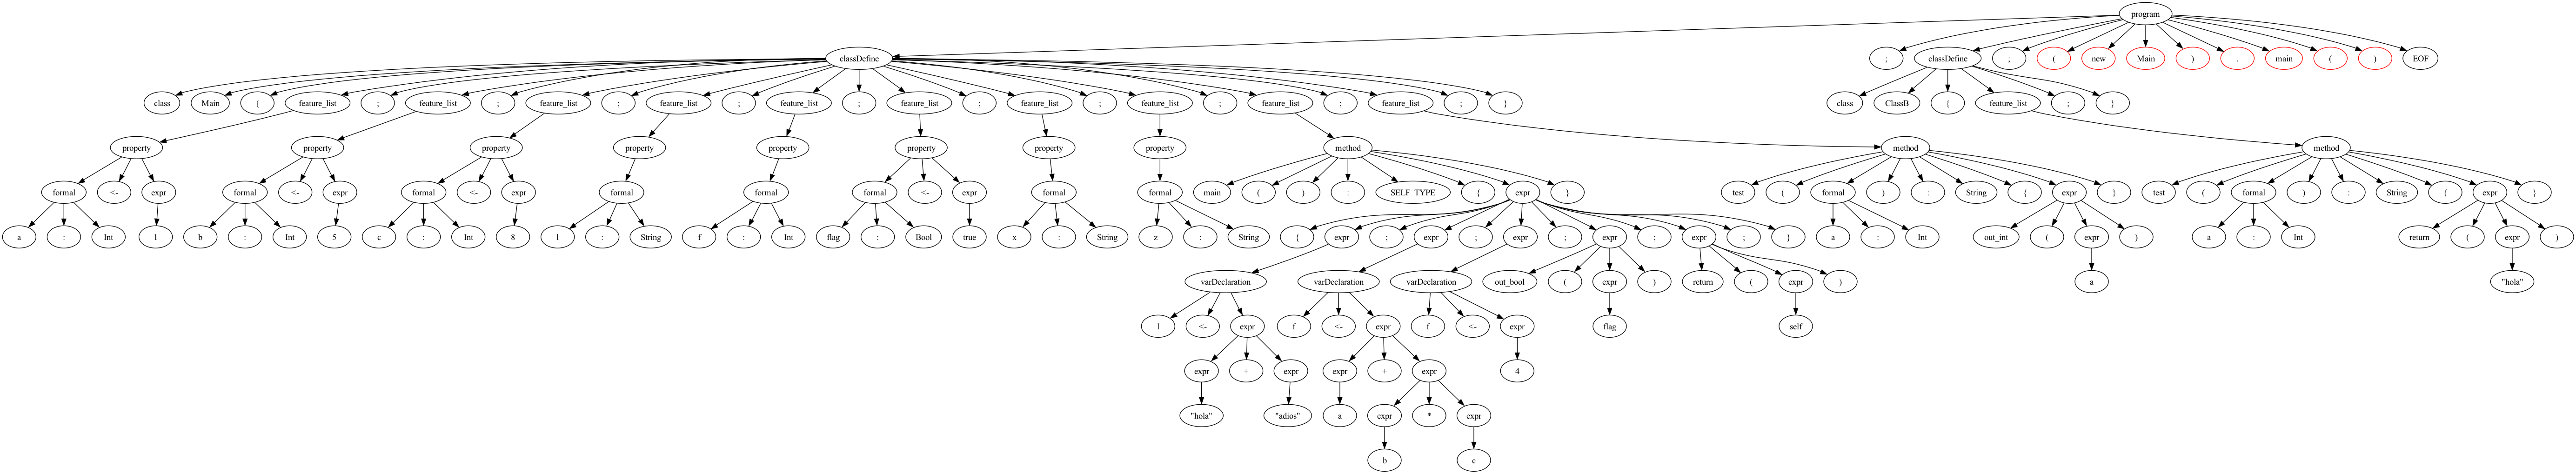 program
classDefine ; classDefine ; ( new Main ) . main ( ) EOF
class Main { feature_list ; feature_list ; feature_list ; feature_list ; feature_list ; feature_list ; feature_list ; feature_list ; feature_list ; feature_list ; } class ClassB { feature_list ; }
property property property property property property property property method method method
formal <- expr formal <- expr formal <- expr formal formal formal <- expr formal formal main ( ) : SELF_TYPE { expr } test ( formal ) : String { expr } test ( formal ) : String { expr }
a : Int 1 b : Int 5 c : Int 8 l : String f : Int flag : Bool true x : String z : String { expr ; expr ; expr ; expr ; expr ; } a : Int out_int ( expr ) a : Int return ( expr )
varDeclaration varDeclaration varDeclaration out_bool ( expr ) return ( expr ) a "hola"
l <- expr f <- expr f <- expr flag self
expr + expr expr + expr 4
"hola" "adios" a expr * expr
b c